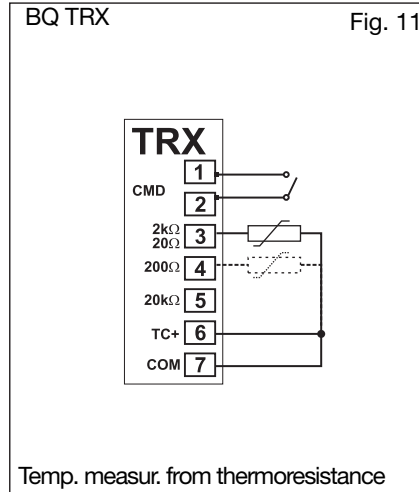 BQ TRX Fig. 11
TRX
1
CMD
2
2kΩ
20Ω 3
200Ω 4
20kΩ 5
TC+ 6
COM 7
Temp. measur. from thermoresistance